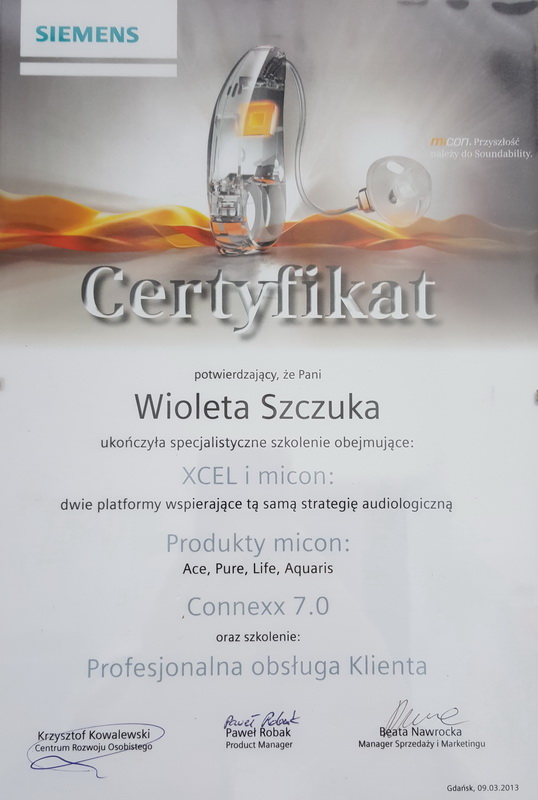 SIEMENS
micon. Przyszłość
należy do Soundability.
Certyfikat
potwierdzający, że Pani
Wioleta Szczuka
ukończyła specjalistyczne szkolenie obejmujące:
XCEL i micon:
dwie platformy wspierające tą samą strategię audiologiczną
Produkty micon:
Ace, Pure, Life, Aquaris
Connexx 7.0
oraz szkolenie:
Profesjonalna obsługa Klienta
Paweł Robak
Krzysztof Kowalewski
Centrum Rozwoju Osobistego
Paweł Robak
Product Manager
Beata Nawrocka
Manager Sprzedaży i Marketingu
Gdańsk, 09.03.2013